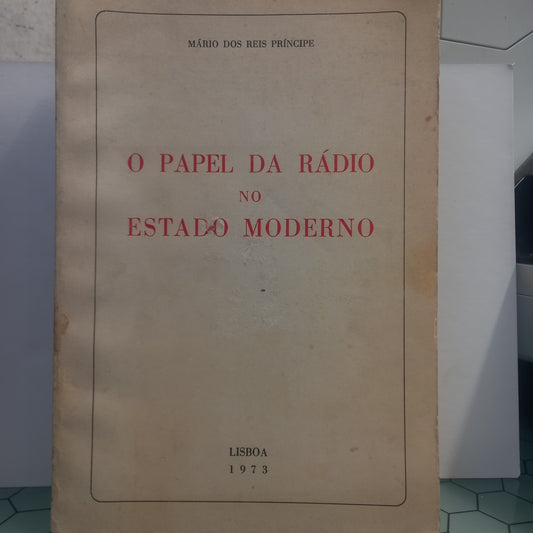 MÁRIO DOS REIS PRÍNCIPE
O PAPEL DA RÁDIO
NO
ESTADO MODERNO
LISBOA
1973